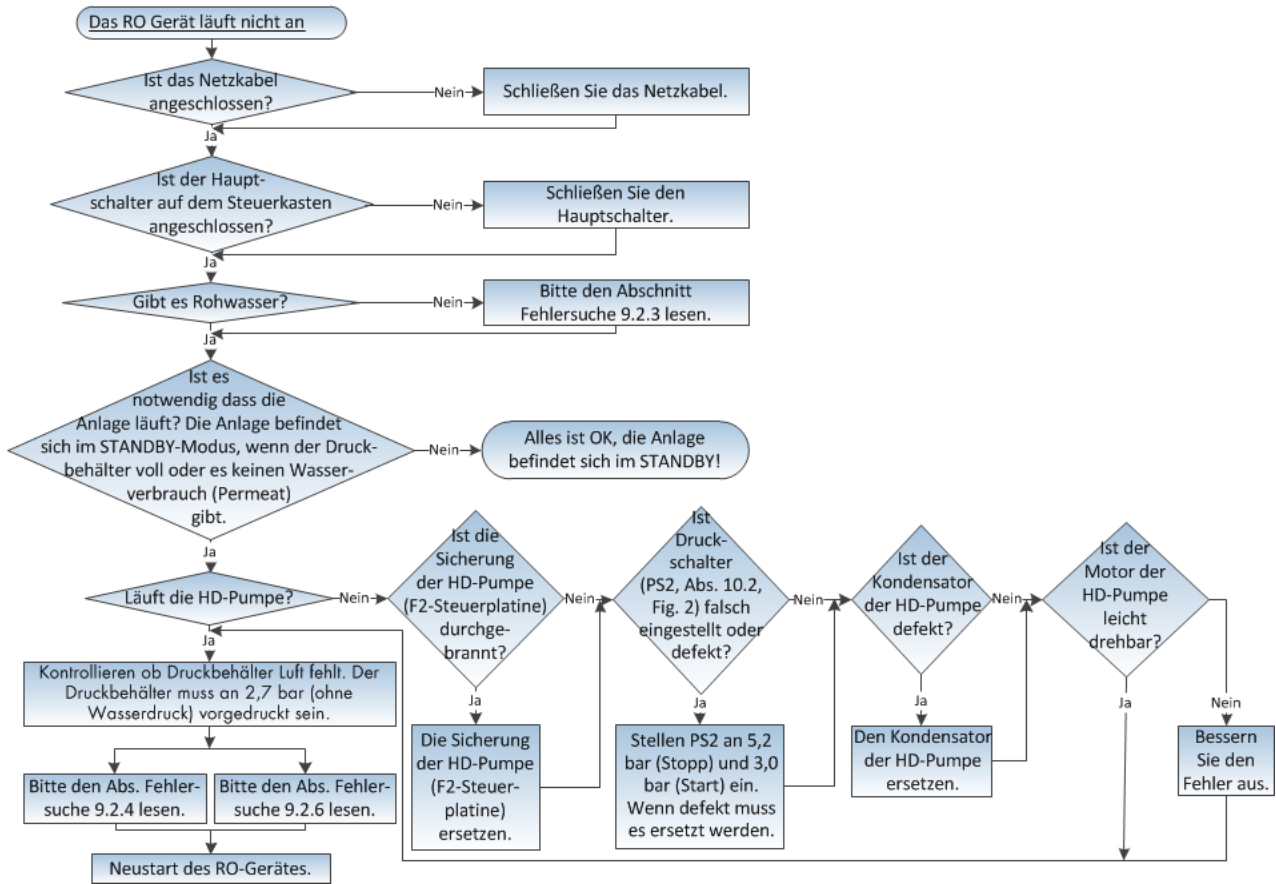 Das RO Gerät läuft nicht an
Ist das Netzkabel
angeschlossen?
Nein
Schließen Sie das Netzkabel.
Ja
Ist der Haupt-
schalter auf dem Steuerkasten
angeschlossen?
Nein
Schließen Sie den
Hauptschalter.
Ja
Gibt es Rohwasser?
Nein
Bitte den Abschnitt
Fehlersuche 9.2.3 lesen.
Ja
Ist es
notwendig dass die
Anlage läuft? Die Anlage befindet
sich im STANDBY-Modus, wenn der Druck-
behälter voll oder es keinen Wasser-
verbrauch (Permeat)
gibt.
Nein
Alles ist OK, die Anlage
befindet sich im STANDBY!
Ja
Läuft die HD-Pumpe?
Nein
Ist die
Sicherung
der HD-Pumpe
(F2-Steuerplatine)
durchge-
brannt?
Nein
Ist
Druck-
schalter
(PS2, Abs. 10.2,
Fig. 2) falsch
eingestellt oder
defekt?
Nein
Ist der
Kondensator
der HD-Pumpe
defekt?
Nein
Ist der
Motor der
HD-Pumpe
leicht
drehbar?
Ja
Kontrollieren ob Druckbehälter Luft fehlt. Der
Druckbehälter muss an 2,7 bar (ohne
Wasserdruck) vorgedruckt sein.
Ja
Die Sicherung
der HD-Pumpe
(F2-Steuer-
platine)
ersetzen.
Ja
Stellen PS2 an 5,2
bar (Stopp) und 3,0
bar (Start) ein.
Wenn defekt muss
es ersetzt werden.
Ja
Den Kondensator
der HD-Pumpe
ersetzen.
Ja
Nein
Bessern
Sie den
Fehler aus.
Bitte den Abs. Fehler-
suche 9.2.4 lesen.
Bitte den Abs. Fehler-
suche 9.2.6 lesen.
Neustart des RO-Gerätes.